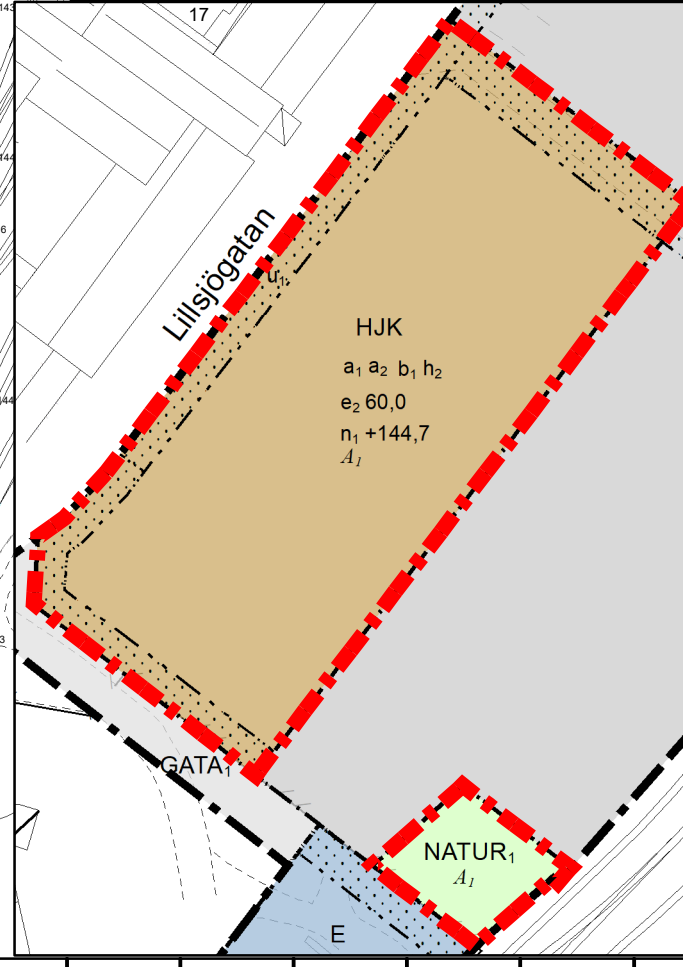 17
Lillsjögatan
u₁
HJK
a₁ a₂ b₁ h₂
e₂ 60,0
n₁ +144,7
A₁
GATA₁
NATUR₁
A₁
E